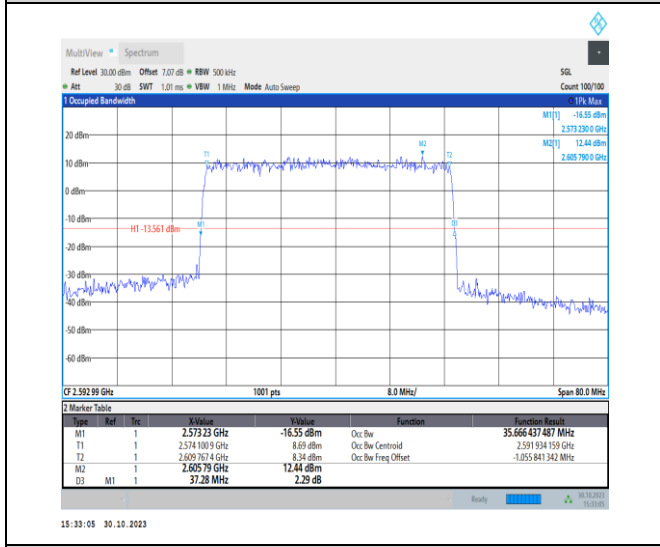 MultiView Spectrum
Ref Level 30.00 dBm Offset 7.07 dB RBW 500 kHz SGL
Att 30 dB SWT 1.01 ms VBW 1 MHz Mode Auto Sweep Count 100/100
1 Occupied Bandwidth 1Pk Max
M1[1] -16.55 dBm
2.573 230 0 GHz
M2[1] 12.44 dBm
2.605 790 0 GHz
20 dBm
M2
T1
T2
10 dBm
0 dBm
-10 dBm
M1
D3
H1 -13.561 dBm
-20 dBm
-30 dBm
-40 dBm
-50 dBm
-60 dBm
CF 2.592 99 GHz 1001 pts 8.0 MHz/ Span 80.0 MHz
2 Marker Table
Type Ref Trc X-Value Y-Value Function Function Result
M1 1 2.573 23 GHz -16.55 dBm Occ Bw 35.666 437 487 MHz
T1 1 2.574 100 9 GHz 8.69 dBm Occ Bw Centroid 2.591 934 159 GHz
T2 1 2.609 767 4 GHz 8.34 dBm Occ Bw Freq Offset -1.055 841 342 MHz
M2 1 2.605 79 GHz 12.44 dBm
D3 M1 1 37.28 MHz 2.29 dB
Ready 30.10.2023
15:33:05
15:33:05 30.10.2023